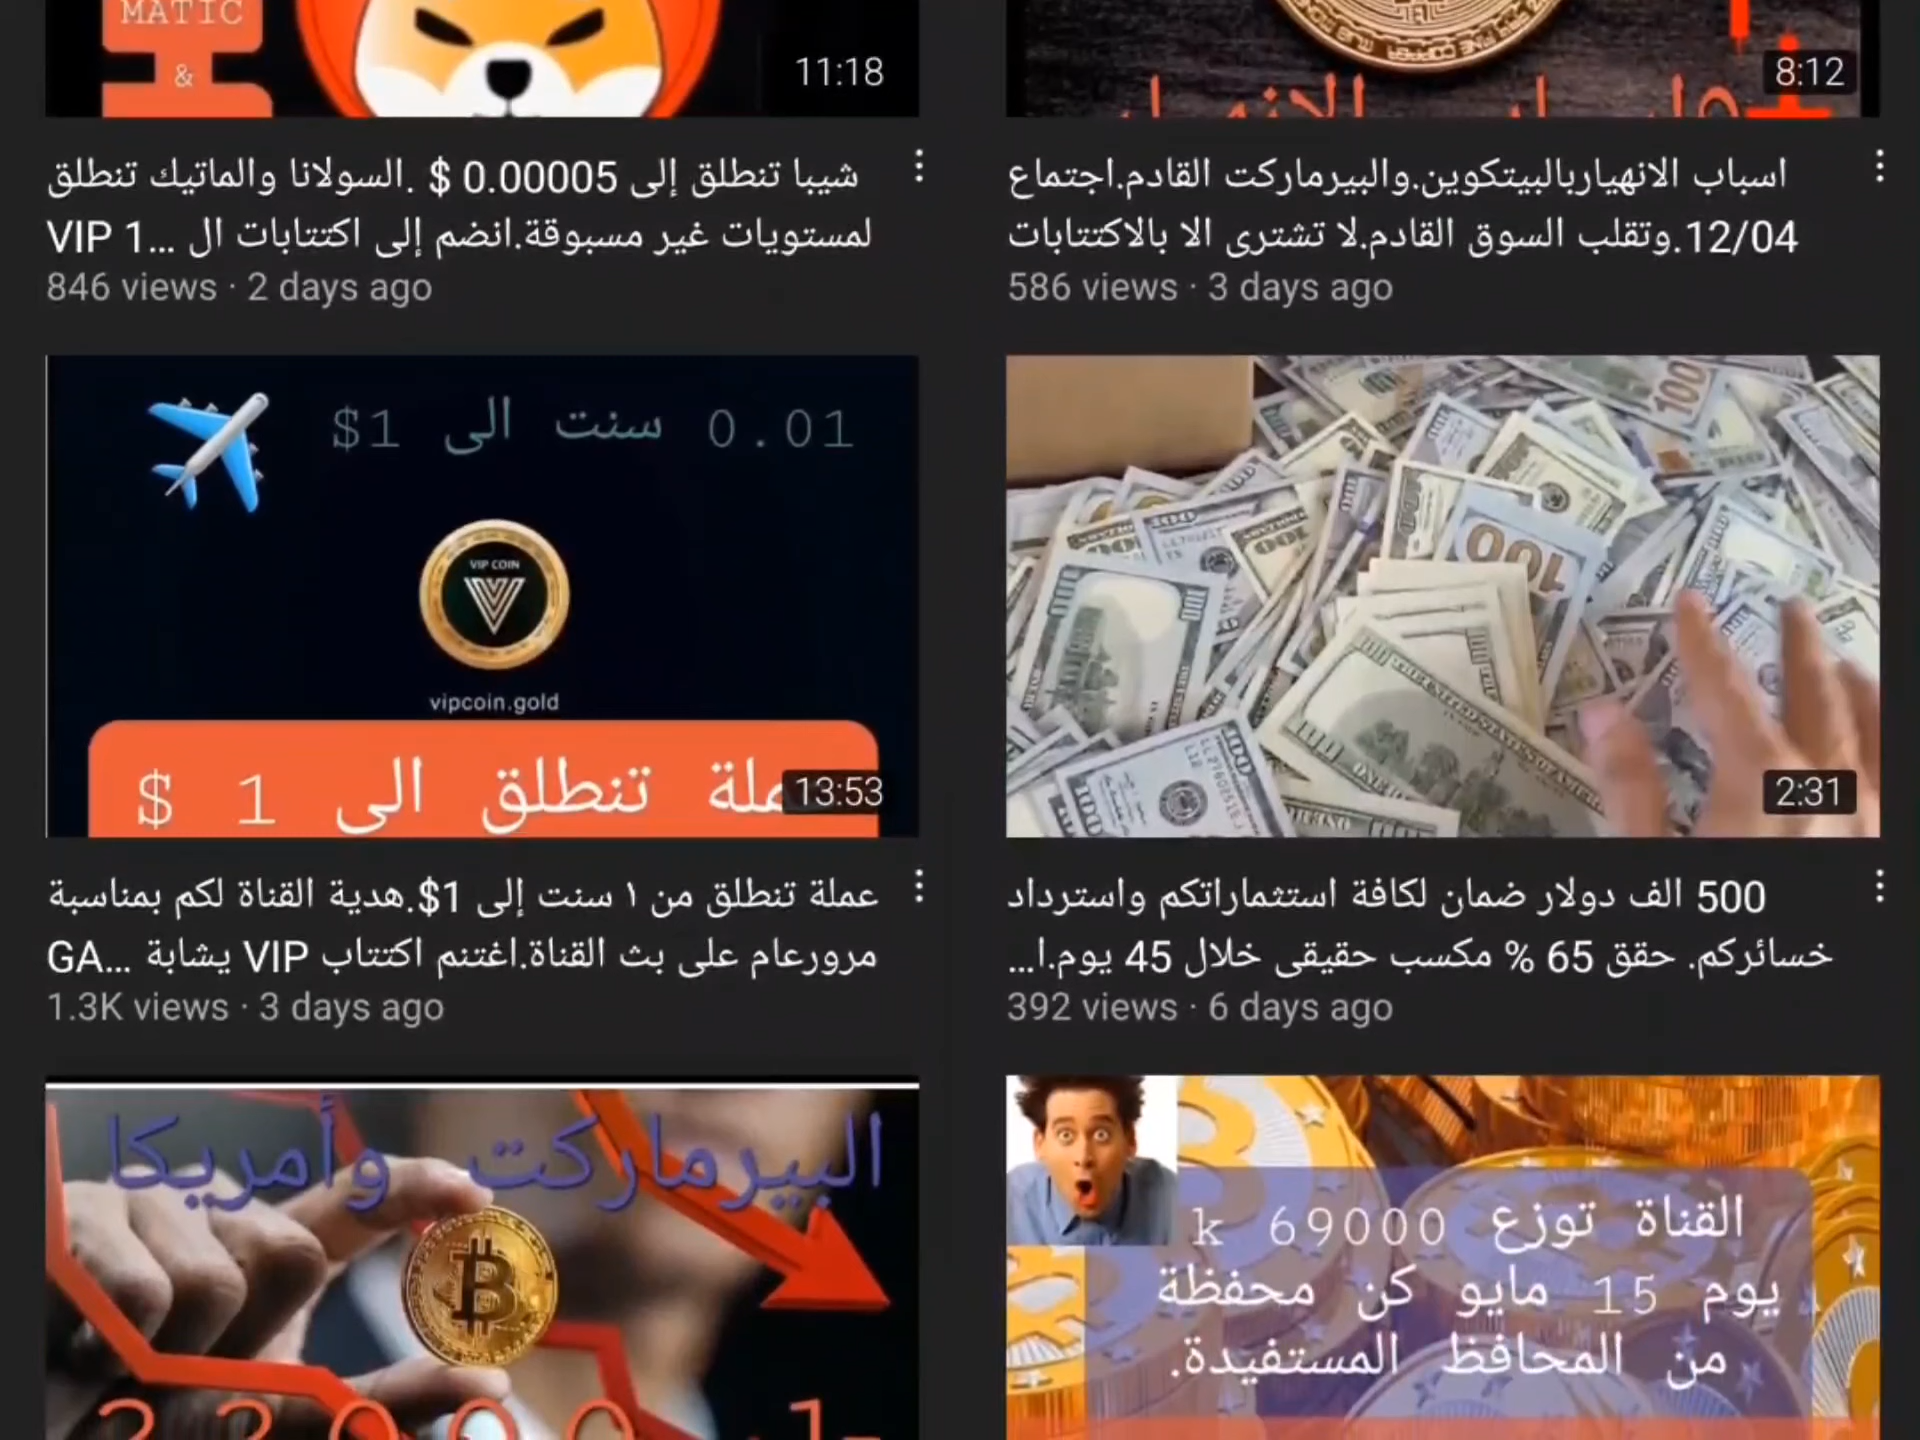 MATIC
&
11:18
8:12
شيبا تنطلق إلى 0.00005 $ .السولانا والماتيك تنطلق
لمستويات غير مسبوقة.انضم إلى اكتتابات ال VIP 1...
846 views · 2 days ago
اسباب الانهياربالبيتكوين.والبيرماركت القادم.اجتماع
12/04.وتقلب السوق القادم.لا تشترى الا بالاكتتابات
586 views · 3 days ago
0.01 سنت الى 1$
VIP COIN
vipcoin.gold
تنطلق الى 1 $
13:53
100
2:31
عملة تنطلق من ١ سنت إلى 1$.هدية القناة لكم بمناسبة
مرورعام على بث القناة.اغتنم اكتتاب VIP يشابة GA...
1.3K views · 3 days ago
500 الف دولار ضمان لكافة استثماراتكم واسترداد
خسائركم. حقق 65 % مكسب حقيقى خلال 45 يوم.ا...
392 views · 6 days ago
البيرماركت وأمريكا
القناة توزع 69000 k
يوم 15 مايو كن محفظة
من المحافظ المستفيدة.